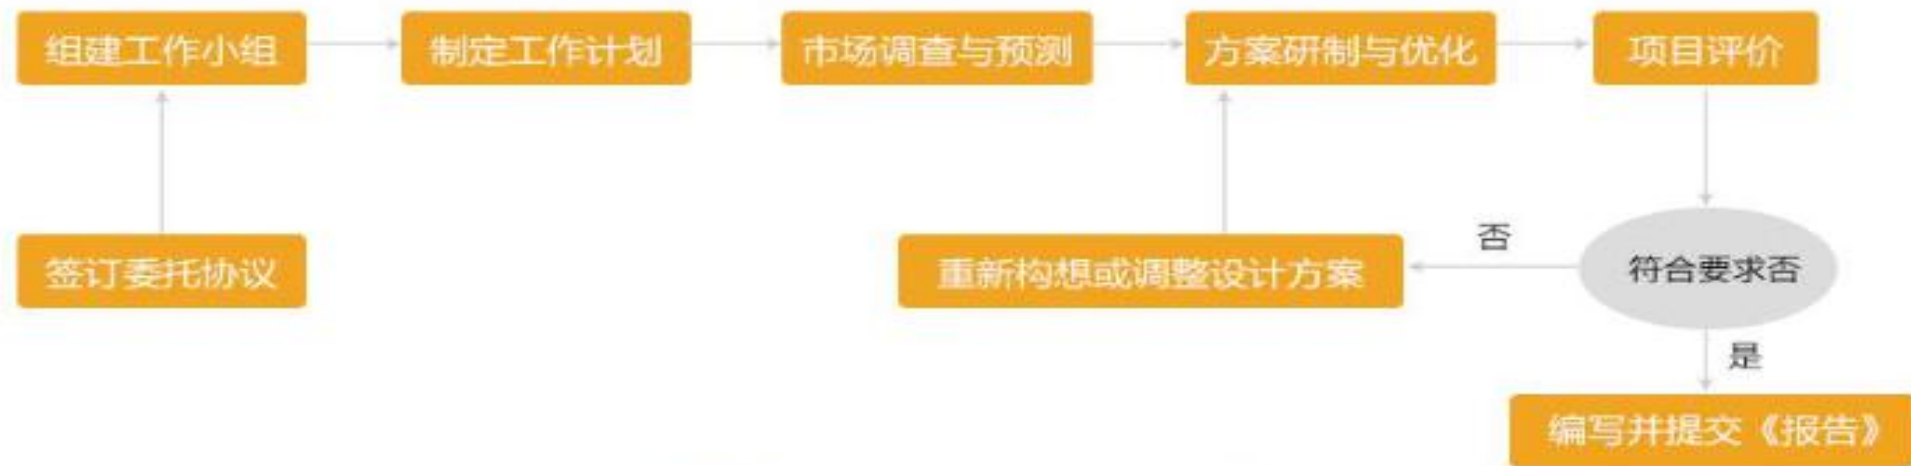 组建工作小组
制定工作计划
市场调查与预测
方案研制与优化
项目评价
签订委托协议
重新构想或调整设计方案
否
符合要求否
是
编写并提交《报告》